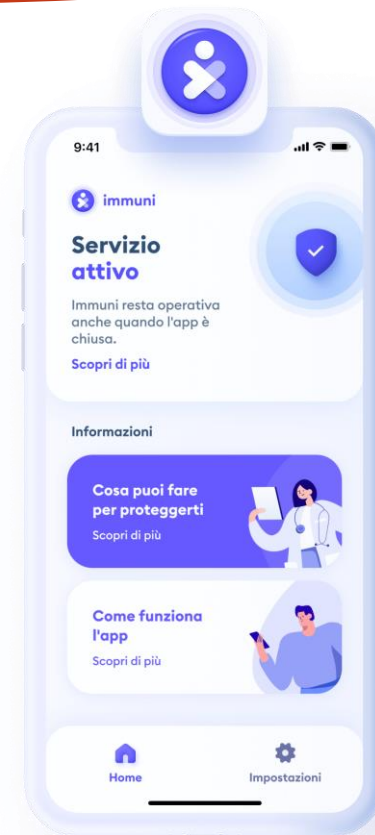 9:41
immuni
Servizio
attivo
Immuni resta operativa
anche quando l'app è
chiusa.
Scopri di più
Informazioni
Cosa puoi fare
per proteggerti
Scopri di più
Come funziona
l'app
Scopri di più
Home
Impostazioni